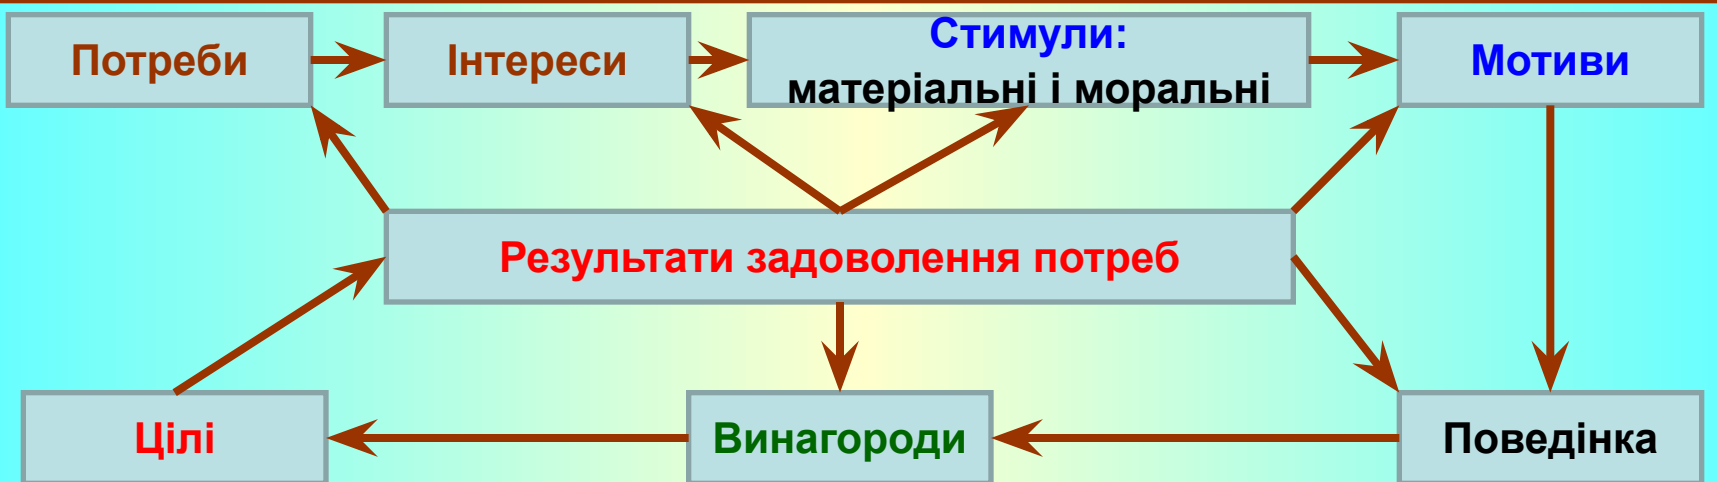 Потреби
Інтереси
Стимули:
матеріальні і моральні
Мотиви
Результати задоволення потреб
Цілі
Винагороди
Поведінка